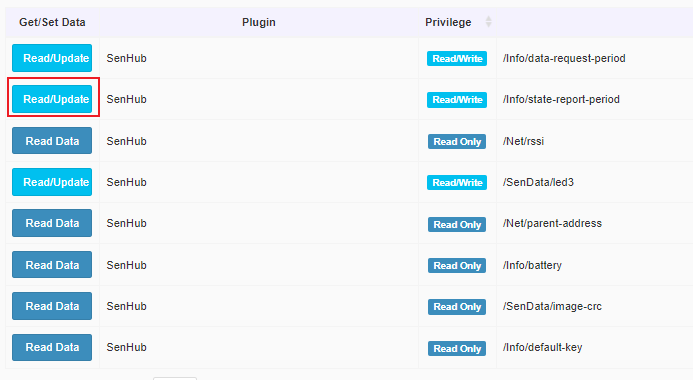 Get/Set Data Plugin Privilege
Read/Update SenHub Read/Write /Info/data-request-period
Read/Update SenHub Read/Write /Info/state-report-period
Read Data SenHub Read Only /Net/rssi
Read/Update SenHub Read/Write /SenData/led3
Read Data SenHub Read Only /Net/parent-address
Read Data SenHub Read Only /Info/battery
Read Data SenHub Read Only /SenData/image-crc
Read Data SenHub Read Only /Info/default-key